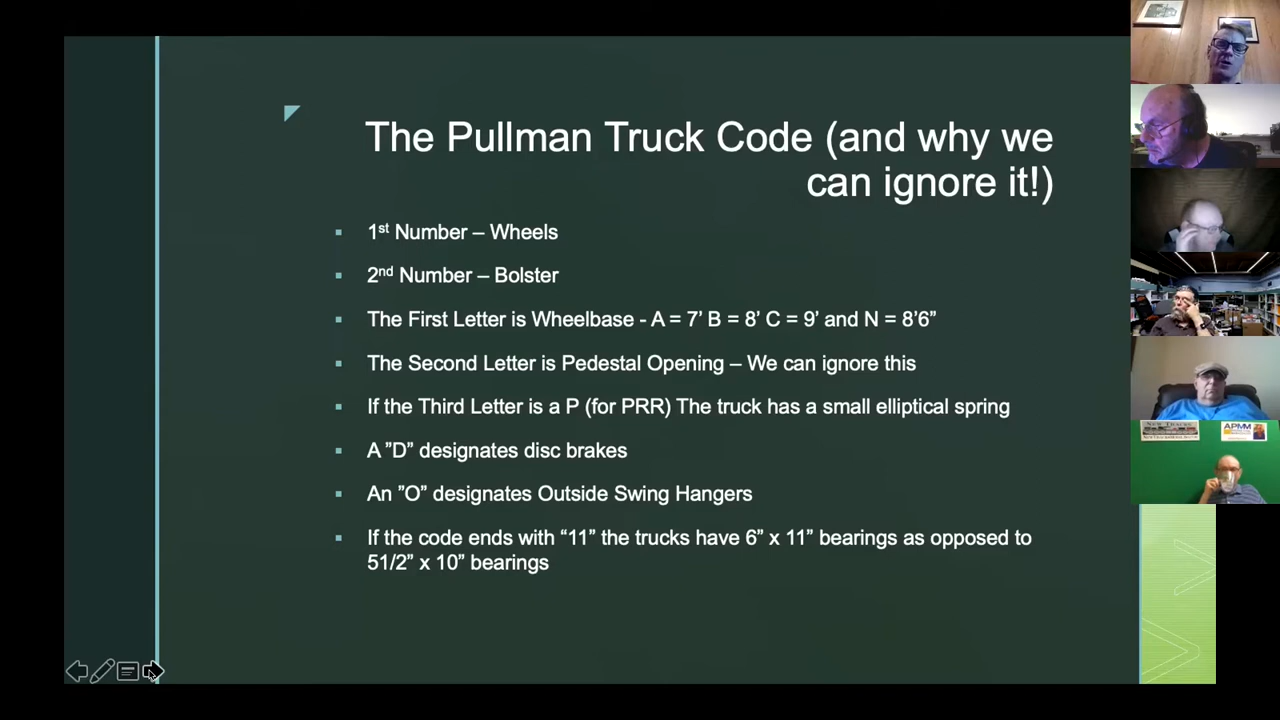 The Pullman Truck Code (and why we
can ignore it!)
▪ 1st Number – Wheels
▪ 2nd Number – Bolster
▪ The First Letter is Wheelbase - A = 7’ B = 8’ C = 9’ and N = 8’6”
▪ The Second Letter is Pedestal Opening – We can ignore this
▪ If the Third Letter is a P (for PRR) The truck has a small elliptical spring
▪ A ”D” designates disc brakes
▪ An ”O” designates Outside Swing Hangers
▪ If the code ends with “11” the trucks have 6” x 11” bearings as opposed to
51/2” x 10” bearings
NEW TRACKS
APMM